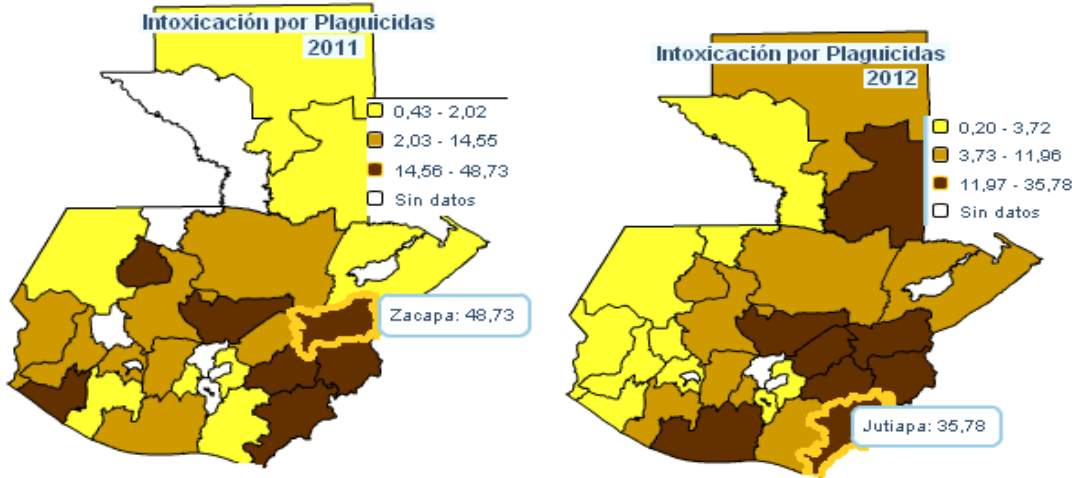 Intoxicación por Plaguicidas
2011
0,43 - 2,02
2,03 - 14,55
14,56 - 48,73
Sin datos
Zacapa: 48,73
Intoxicación por Plaguicidas
2012
0,20 - 3,72
3,73 - 11,96
11,97 - 35,78
Sin datos
Jutiapa: 35,78